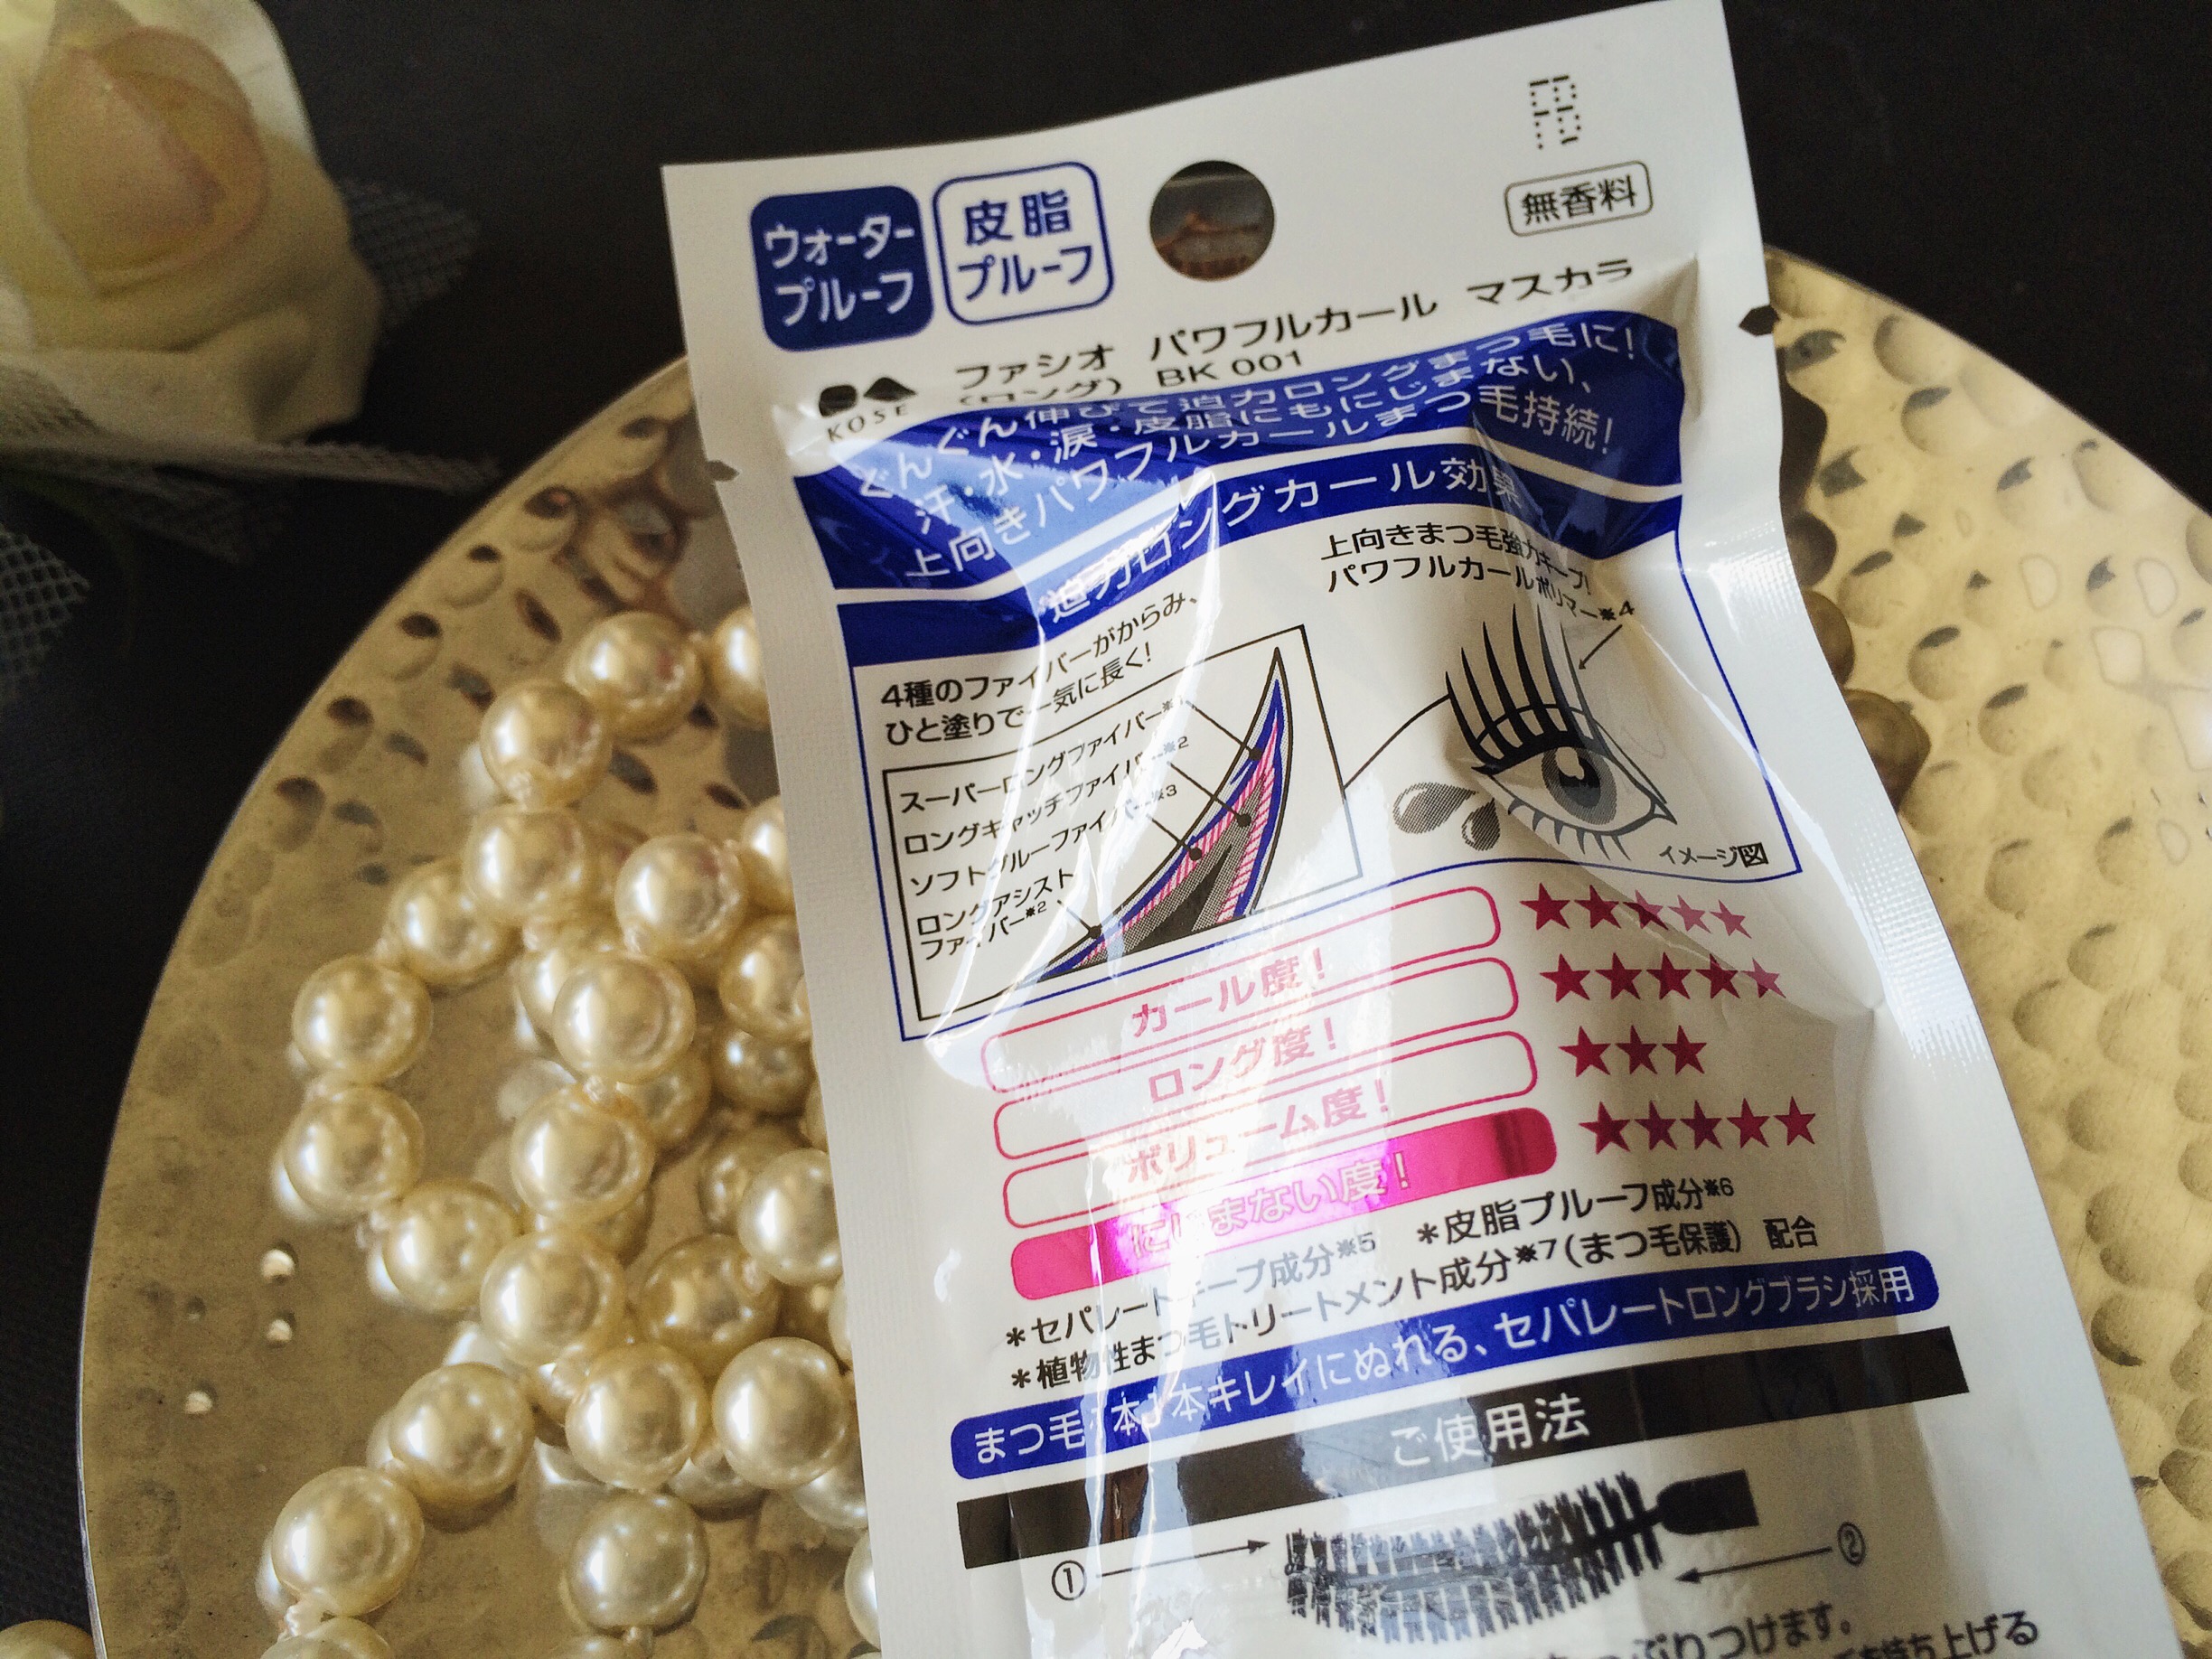 ウォーター
プルーフ
皮脂
プルーフ
無香料
KOSÉ
ファシオ パワフルカール マスカラ
(ロング) BK 001
どんぐん伸びて迫力ロングまつ毛に!
汗・水・涙・皮脂にもにじまない、
上向きパワフルカールまつ毛持続!
迫力ロングカール効果
4種のファイバーがからみ、
ひと塗りで一気に長く!
スーパーロングファイバー※1
ロングキャッチファイバー※2
ソフトグルーファイバー※3
ロングアシスト
ファイバー※2
上向きまつ毛強力キープ!
パワフルカールポリマー※4
イメージ図
カール度! ★★★★★
ロング度! ★★★★★
ボリューム度! ★★★
にじまない度! ★★★★★
*セパレートキープ成分※5 *皮脂プルーフ成分※6
*植物性まつ毛トリートメント成分※7(まつ毛保護) 配合
まつ毛1本1本キレイにぬれる、セパレートロングブラシ採用
ご使用法
①
②
りつけます。
持ち上げる